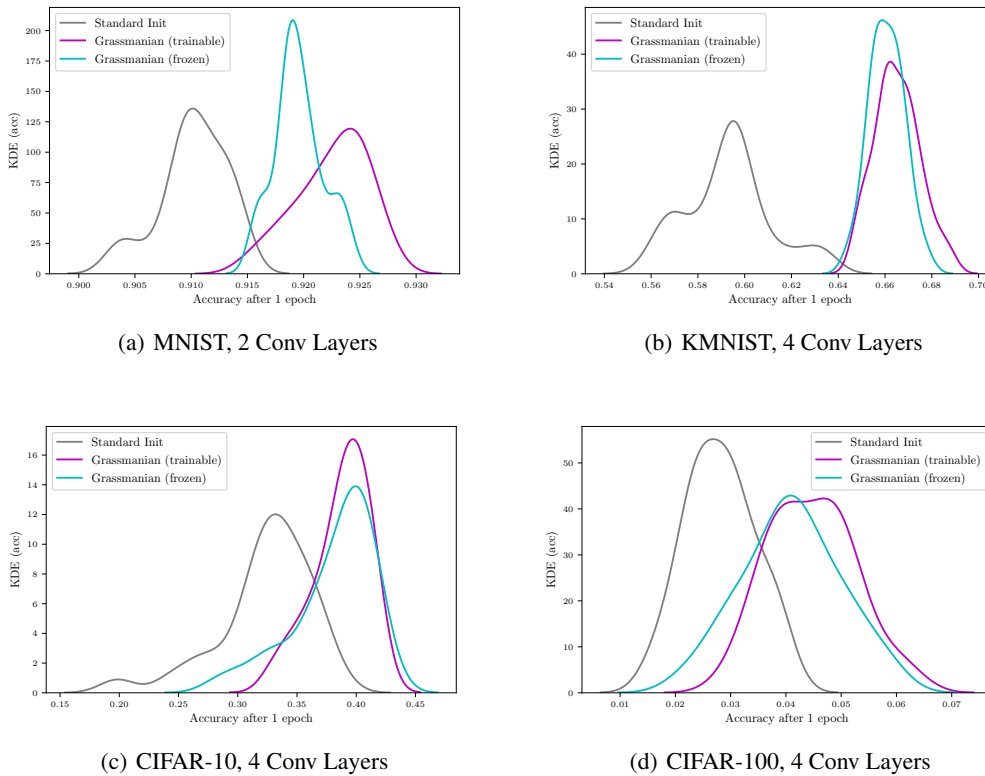 Standard Init
Grassmanian (trainable)
Grassmanian (frozen)
200
175
150
125
100
75
50
25
0
KDE (acc)
0.900 0.905 0.910 0.915 0.920 0.925 0.930
Accuracy after 1 epoch
(a) MNIST, 2 Conv Layers
Standard Init
Grassmanian (trainable)
Grassmanian (frozen)
40
30
20
10
0
KDE (acc)
0.54 0.56 0.58 0.60 0.62 0.64 0.66 0.68 0.70
Accuracy after 1 epoch
(b) KMNIST, 4 Conv Layers
Standard Init
Grassmanian (trainable)
Grassmanian (frozen)
16
14
12
10
8
6
4
2
0
KDE (acc)
0.15 0.20 0.25 0.30 0.35 0.40 0.45
Accuracy after 1 epoch
(c) CIFAR-10, 4 Conv Layers
Standard Init
Grassmanian (trainable)
Grassmanian (frozen)
50
40
30
20
10
0
KDE (acc)
0.01 0.02 0.03 0.04 0.05 0.06 0.07
Accuracy after 1 epoch
(d) CIFAR-100, 4 Conv Layers